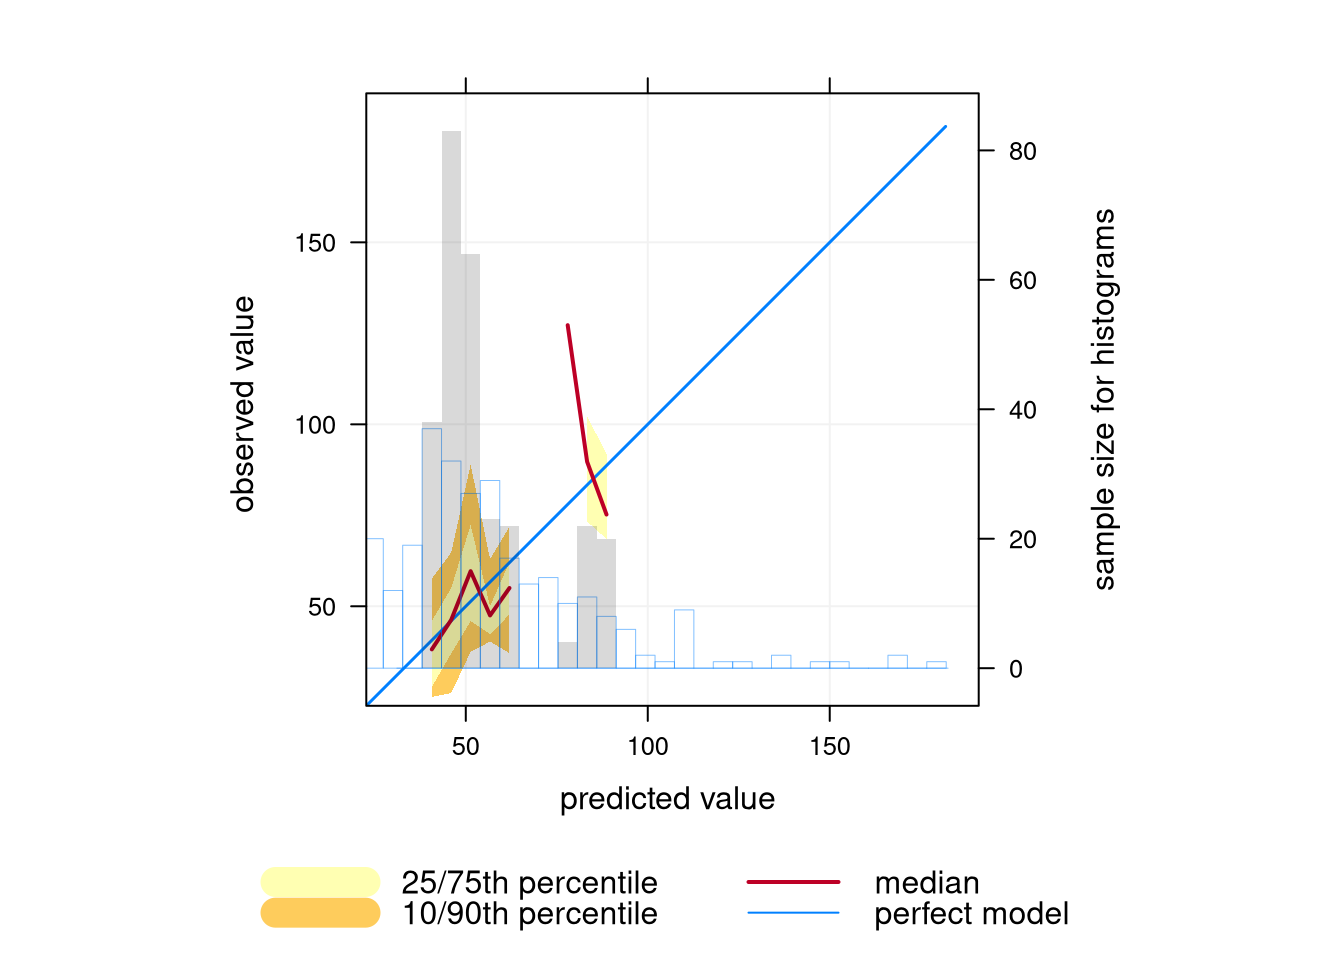 observed value
150
100
50
80
60
40
20
0
sample size for histograms
50 100 150
predicted value
25/75th percentile
10/90th percentile
median
perfect model